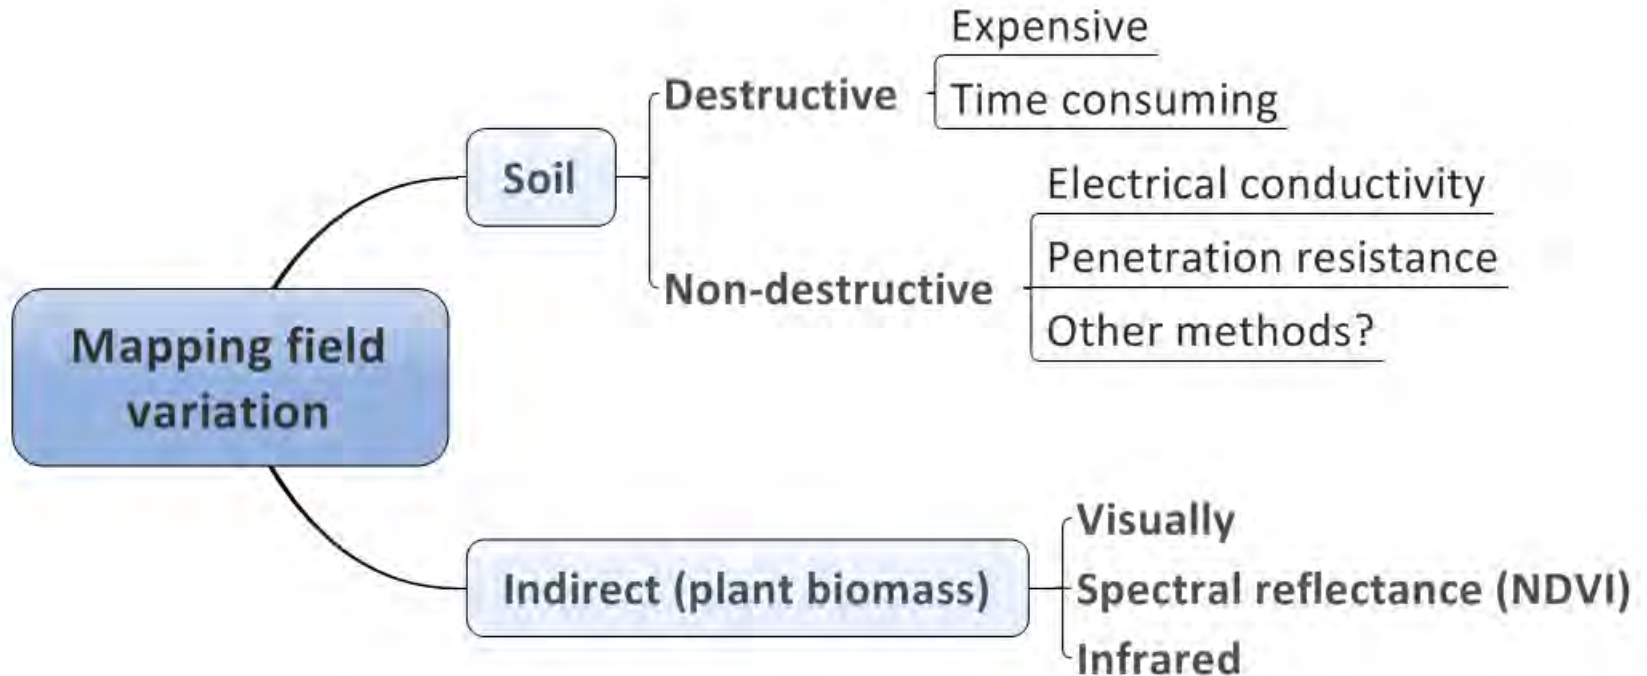 Mapping field
variation
Soil
Destructive
Expensive
Time consuming
Non-destructive
Electrical conductivity
Penetration resistance
Other methods?
Indirect (plant biomass)
Visually
Spectral reflectance (NDVI)
Infrared